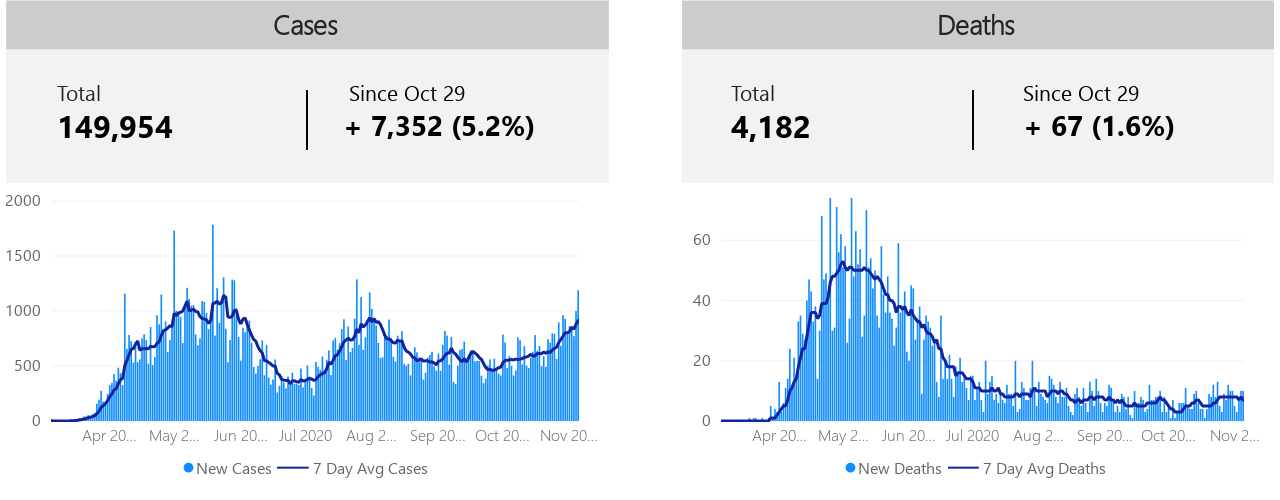 Cases
Total
149,954
Since Oct 29
+ 7,352 (5.2%)
2000
1500
1000
500
0
Apr 20... May 2... Jun 20... Jul 2020 Aug 2... Sep 20... Oct 20... Nov 20...
New Cases 7 Day Avg Cases
Deaths
Total
4,182
Since Oct 29
+ 67 (1.6%)
60
40
20
0
Apr 20... May 2... Jun 20... Jul 2020 Aug 2... Sep 20... Oct 20... Nov 2...
New Deaths 7 Day Avg Deaths